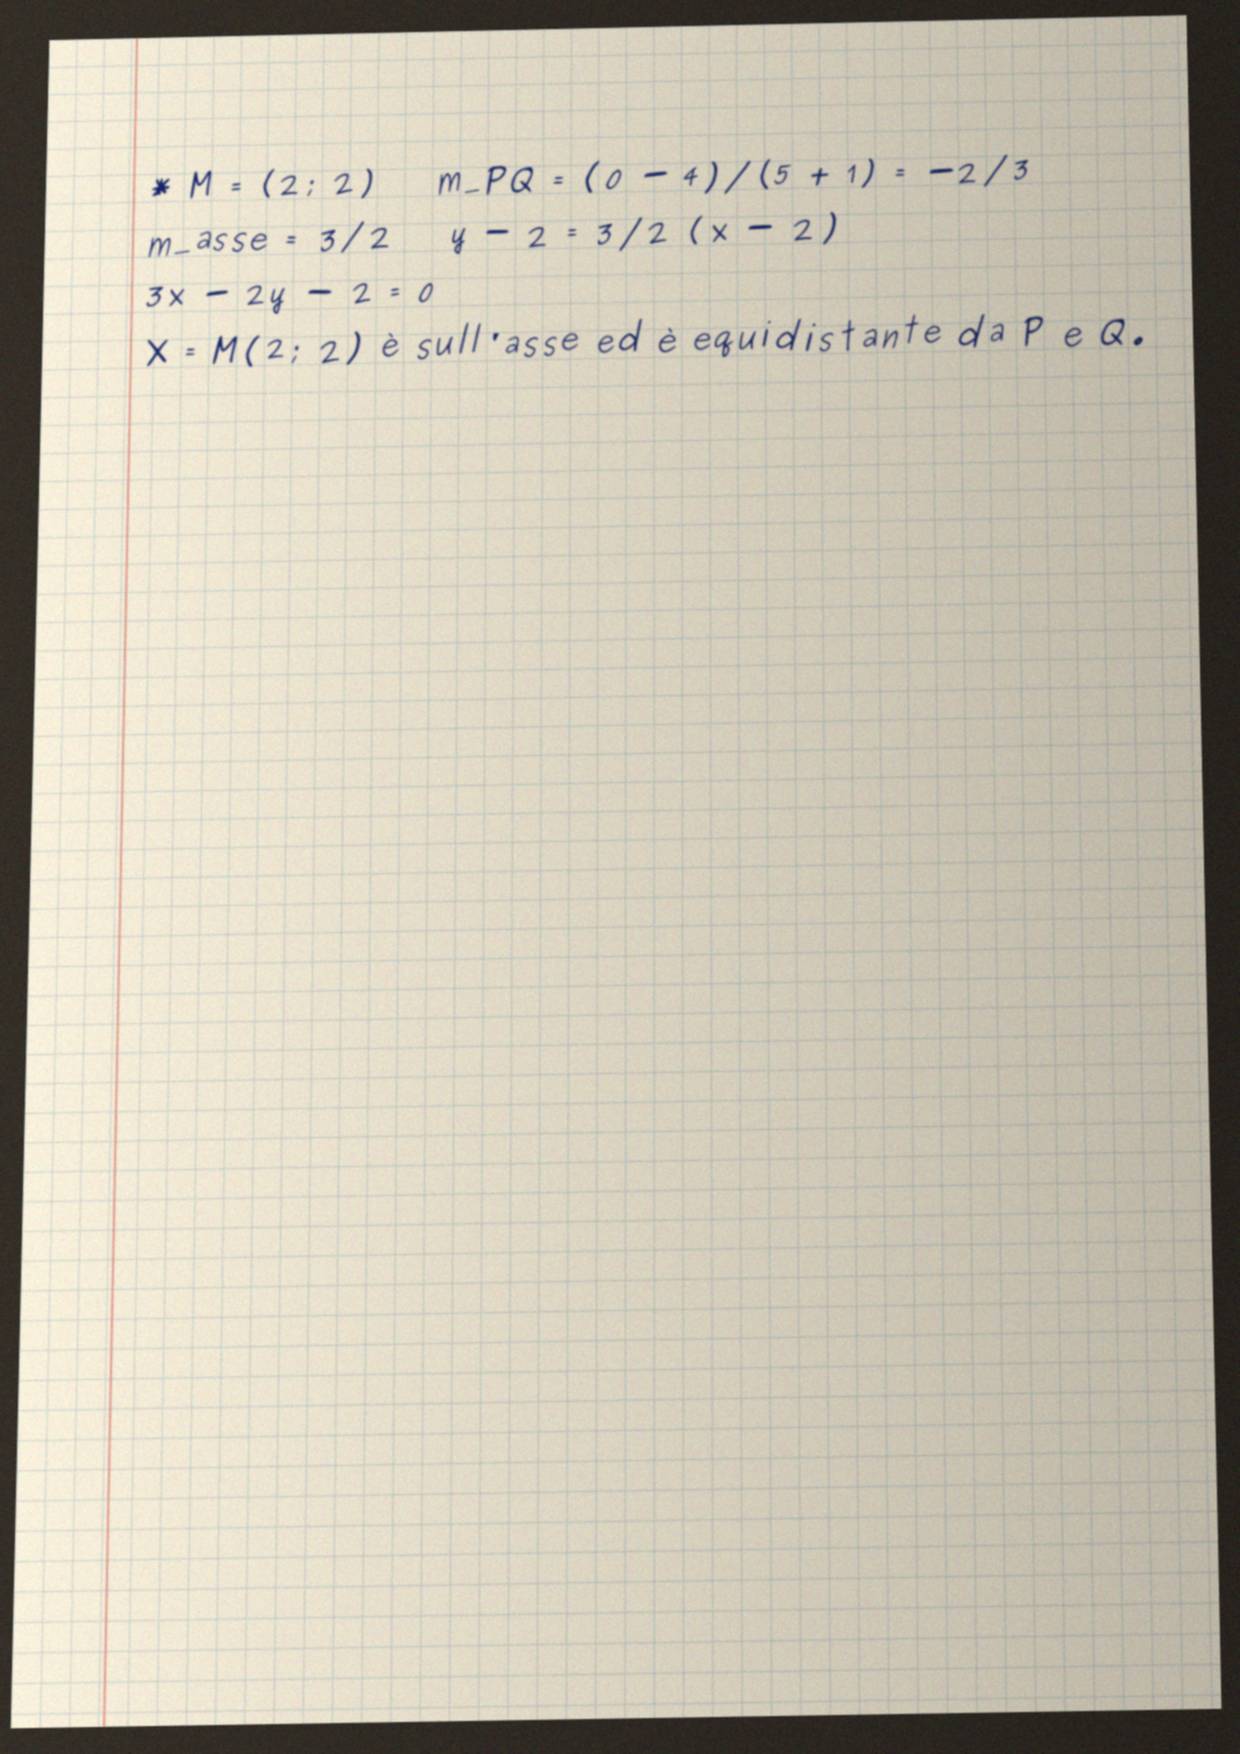 * M = (2; 2) m_PQ = (0 - 4)/(5 + 1) = -2/3
m_asse = 3/2 y - 2 = 3/2 (x - 2)
3x - 2y - 2 = 0
X = M(2; 2) è sull'asse ed è equidistante da P e Q.